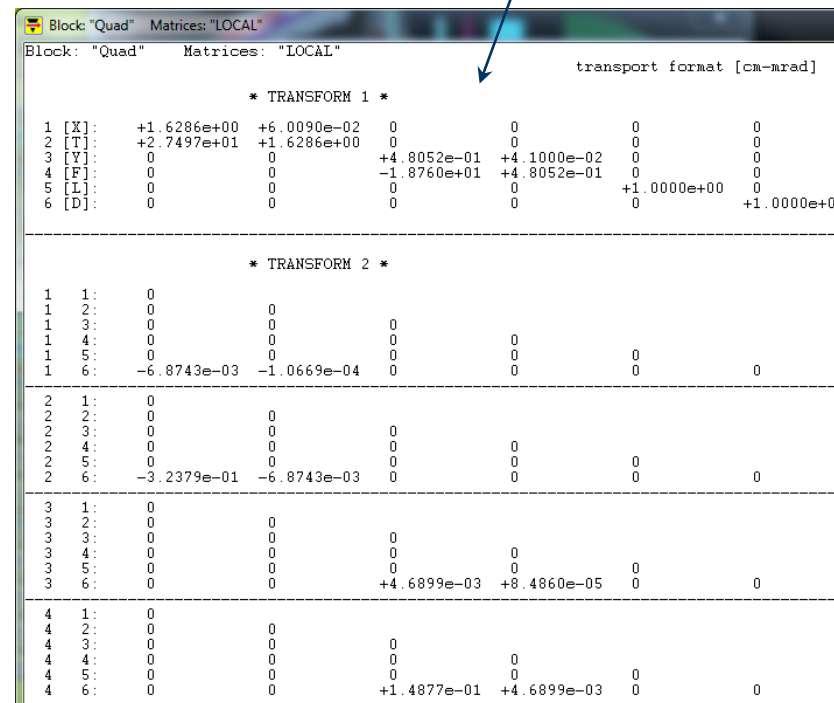 Block: "Quad" Matrices: "LOCAL"
Block: "Quad" Matrices: "LOCAL"
transport format [cm-mrad]
* TRANSFORM 1 *
1 [X]: +1.6286e+00 +6.0090e-02 0 0 0 0
2 [T]: +2.7497e+01 +1.6286e+00 0 0 0 0
3 [Y]: 0 0 +4.8052e-01 +4.1000e-02 0 0
4 [F]: 0 0 -1.8760e+01 +4.8052e-01 0 0
5 [L]: 0 0 0 0 +1.0000e+00 0
6 [D]: 0 0 0 0 0 +1.0000e+0
* TRANSFORM 2 *
1 1: 0
1 2: 0 0
1 3: 0 0 0
1 4: 0 0 0 0
1 5: 0 0 0 0 0
1 6: -6.8743e-03 -1.0669e-04 0 0 0 0
2 1: 0
2 2: 0 0
2 3: 0 0 0
2 4: 0 0 0 0
2 5: 0 0 0 0 0
2 6: -3.2379e-01 -6.8743e-03 0 0 0 0
3 1: 0
3 2: 0 0
3 3: 0 0 0
3 4: 0 0 0 0
3 5: 0 0 0 0 0
3 6: 0 0 +4.6899e-03 +8.4860e-05 0 0
4 1: 0
4 2: 0 0
4 3: 0 0 0
4 4: 0 0 0 0
4 5: 0 0 0 0 0
4 6: 0 0 +1.4877e-01 +4.6899e-03 0 0